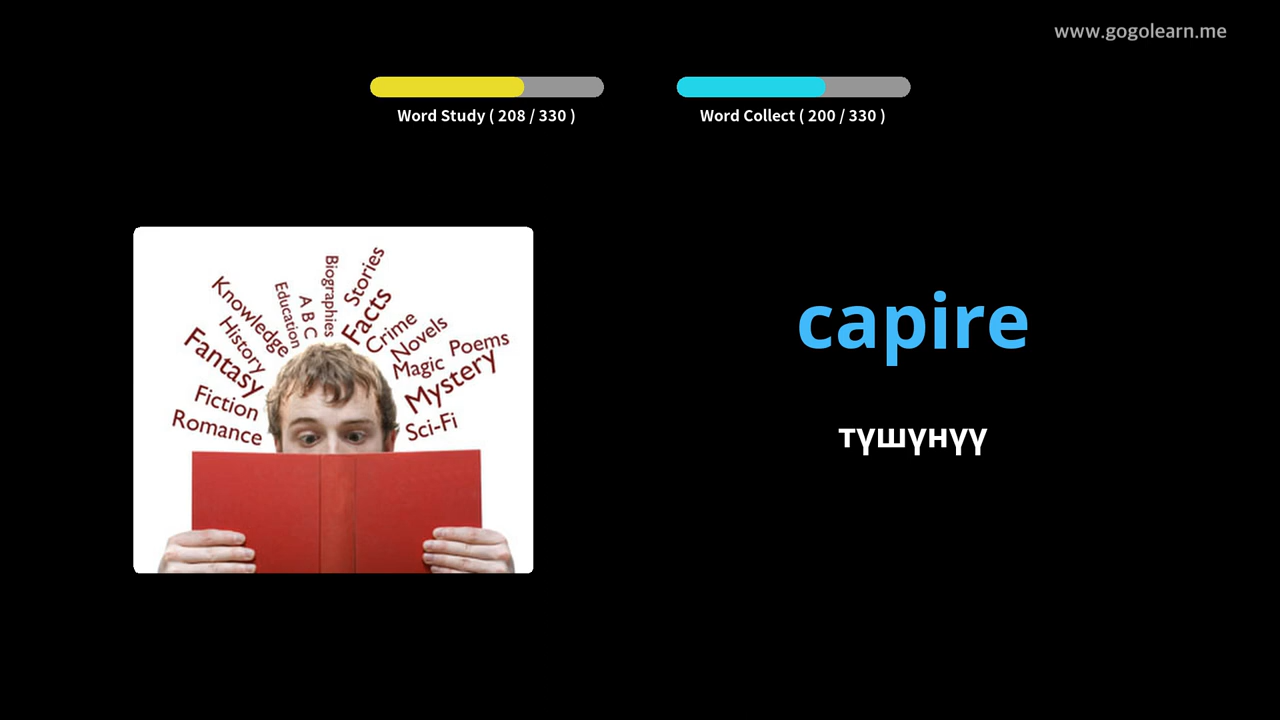 www.gogolearn.me
Word Study ( 208 / 330 )
Word Collect ( 200 / 330 )
Biographies
Stories
Education
A B C
Facts
Knowledge
Crime
History
Novels
Poems
Fantasy
Magic
Mystery
Fiction
Sci-Fi
Romance
capire
түшүнүү